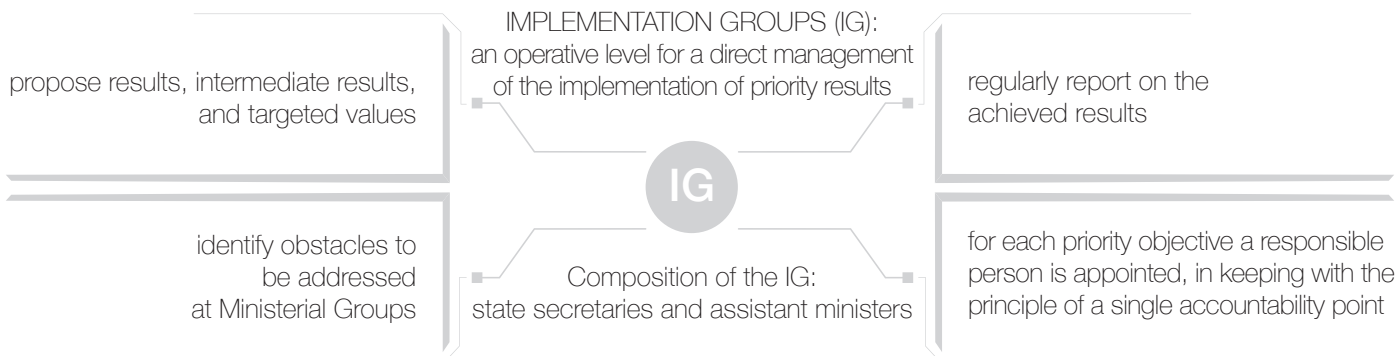 IMPLEMENTATION GROUPS (IG):
an operative level for a direct management
of the implementation of priority results
propose results, intermediate results,
and targeted values
regularly report on the
achieved results
IG
identify obstacles to
be addressed
at Ministerial Groups
Composition of the IG:
state secretaries and assistant ministers
for each priority objective a responsible
person is appointed, in keeping with the
principle of a single accountability point